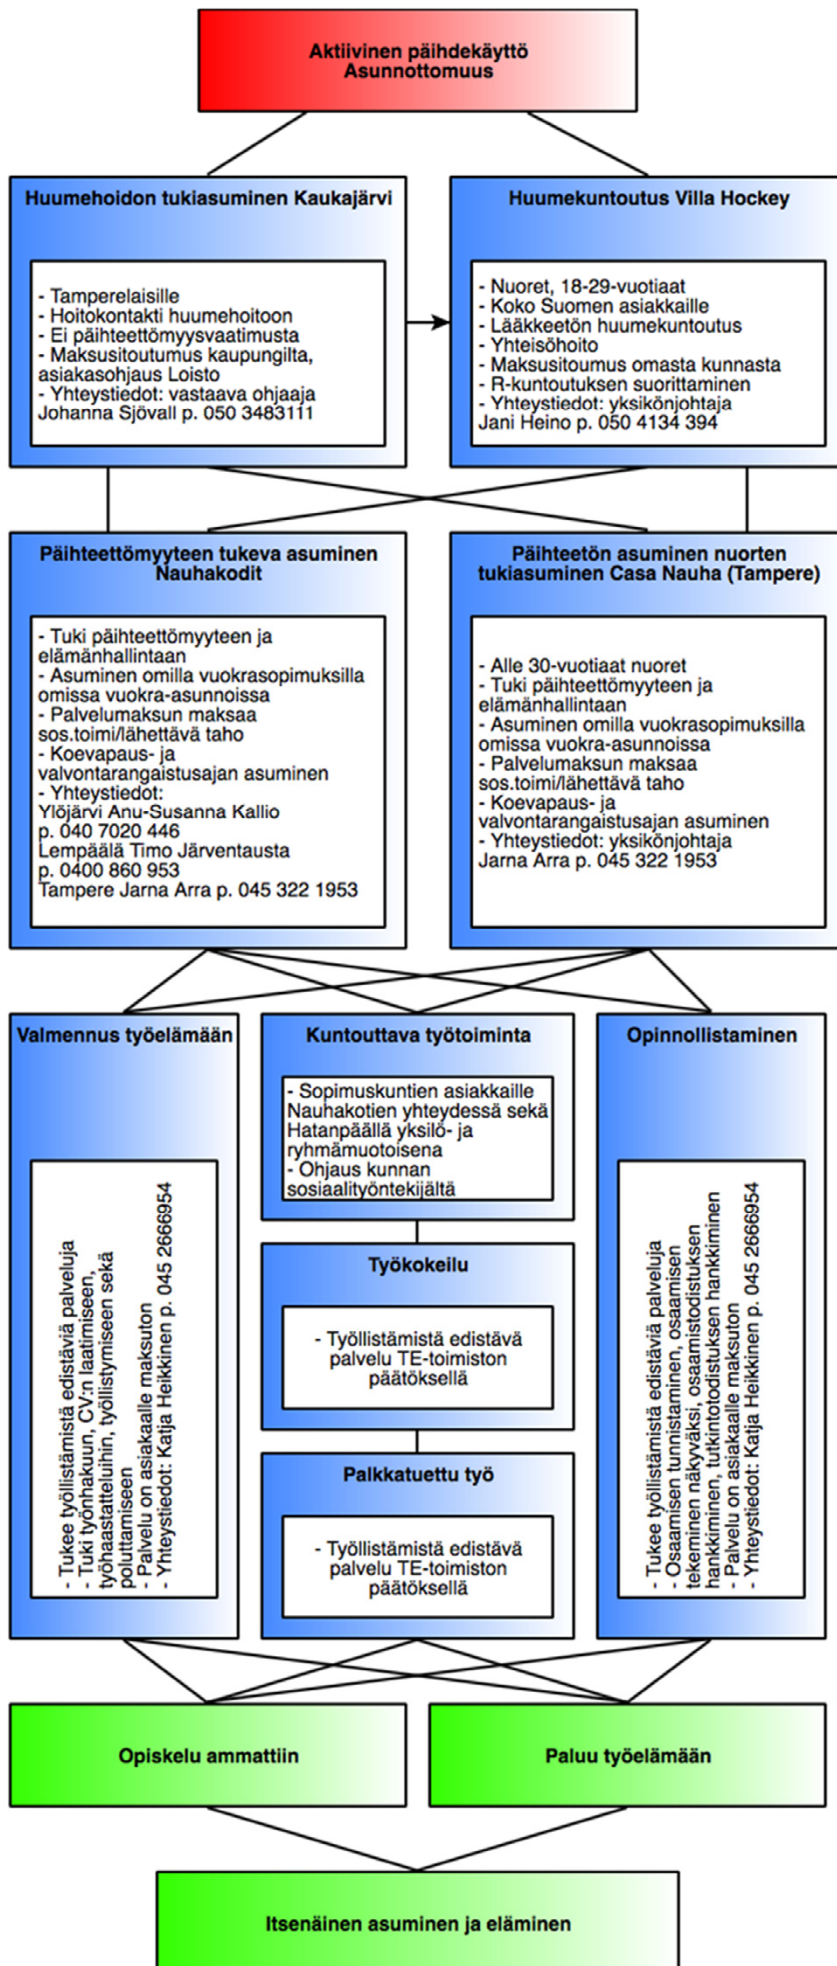 Aktiivinen päihdekäyttö
Asunnottomuus
Huumehoidon tukiasuminen Kaukajärvi
- Tamperelaisille
- Hoitokontakti huumehoitoon
- Ei päihteettömyysvaatimusta
- Maksusitoutumus kaupungilta,
asiakasohjaus Loisto
- Yhteystiedot: vastaava ohjaaja
Johanna Sjövall p. 050 3483111
Huumekuntoutus Villa Hockey
- Nuoret, 18-29-vuotiaat
- Koko Suomen asiakkaille
- Lääkkeetön huumekuntoutus
- Yhteisöhoito
- Maksusitoumus omasta kunnasta
- R-kuntoutuksen suorittaminen
- Yhteystiedot: yksikönjohtaja
Jani Heino p. 050 4134 394
Päihteettömyyteen tukeva asuminen
Nauhakodit
- Tuki päihteettömyyteen ja
elämänhallintaan
- Asuminen omilla vuokrasopimuksilla
omissa vuokra-asunnoissa
- Palvelumaksun maksaa
sos.toimi/lähettävä taho
- Koevapaus- ja
valvontarangaistusajan asuminen
- Yhteystiedot:
Ylöjärvi Anu-Susanna Kallio
p. 040 7020 446
Lempäälä Timo Järventausta
p. 0400 860 953
Tampere Jarna Arra p. 045 322 1953
Päihteetön asuminen nuorten
tukiasuminen Casa Nauha (Tampere)
- Alle 30-vuotiaat nuoret
- Tuki päihteettömyyteen ja
elämänhallintaan
- Asuminen omilla vuokrasopimuksilla
omissa vuokra-asunnoissa
- Palvelumaksun maksaa
sos.toimi/lähettävä taho
- Koevapaus- ja
valvontarangaistusajan asuminen
- Yhteystiedot: yksikönjohtaja
Jarna Arra p. 045 322 1953
Valmennus työelämään
- Tukee työllistämistä edistäviä palveluja
- Tuki työnhakuun, CV:n laatimiseen,
työhaastatteluihin, työllistymiseen sekä
poluttamiseen
- Palvelu on asiakaalle maksuton
- Yhteystiedot: Katja Heikkinen p. 045 2666954
Kuntouttava työtoiminta
- Sopimuskuntien asiakkaille
Nauhakotien yhteydessä sekä
Hatanpäällä yksilö- ja
ryhmämuotoisena
- Ohjaus kunnan
sosiaalityöntekijältä
Työkokeilu
- Työllistämistä edistävä
palvelu TE-toimiston
päätöksellä
Palkkatuettu työ
- Työllistämistä edistävä
palvelu TE-toimiston
päätöksellä
Opinnollistaminen
- Tukee työllistämistä edistäviä palveluja
- Osaamisen tunnistaminen, osaamisen
tekeminen näkyväksi, osaamistodistuksen
hankkiminen, tutkintotodistuksen hankkiminen
- Palvelu on asiakaalle maksuton
- Yhteystiedot: Katja Heikkinen p. 045 2666954
Opiskelu ammattiin
Paluu työelämään
Itsenäinen asuminen ja eläminen